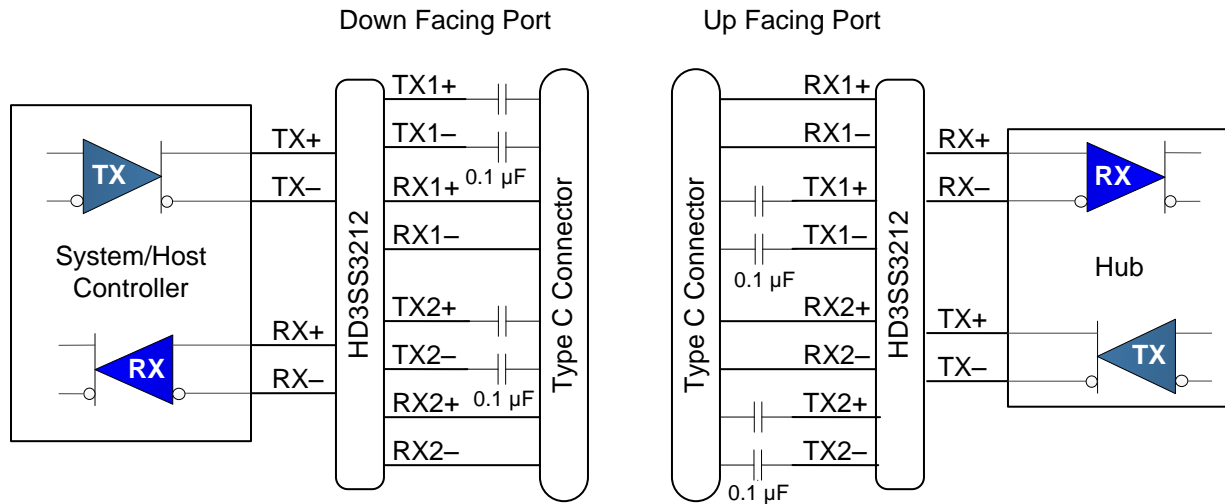 Down Facing Port
Up Facing Port
TX+
TX–
TX
System/Host
Controller
RX+
RX–
RX
HD3SS3212
TX1+
TX1–
0.1 µF
RX1+
RX1–
TX2+
TX2–
0.1 µF
RX2+
RX2–
Type C Connector
Type C Connector
RX1+
RX1–
TX1+
TX1–
0.1 µF
RX2+
RX2–
TX2+
TX2–
0.1 µF
HD3SS3212
RX+
RX–
RX
Hub
TX+
TX–
TX